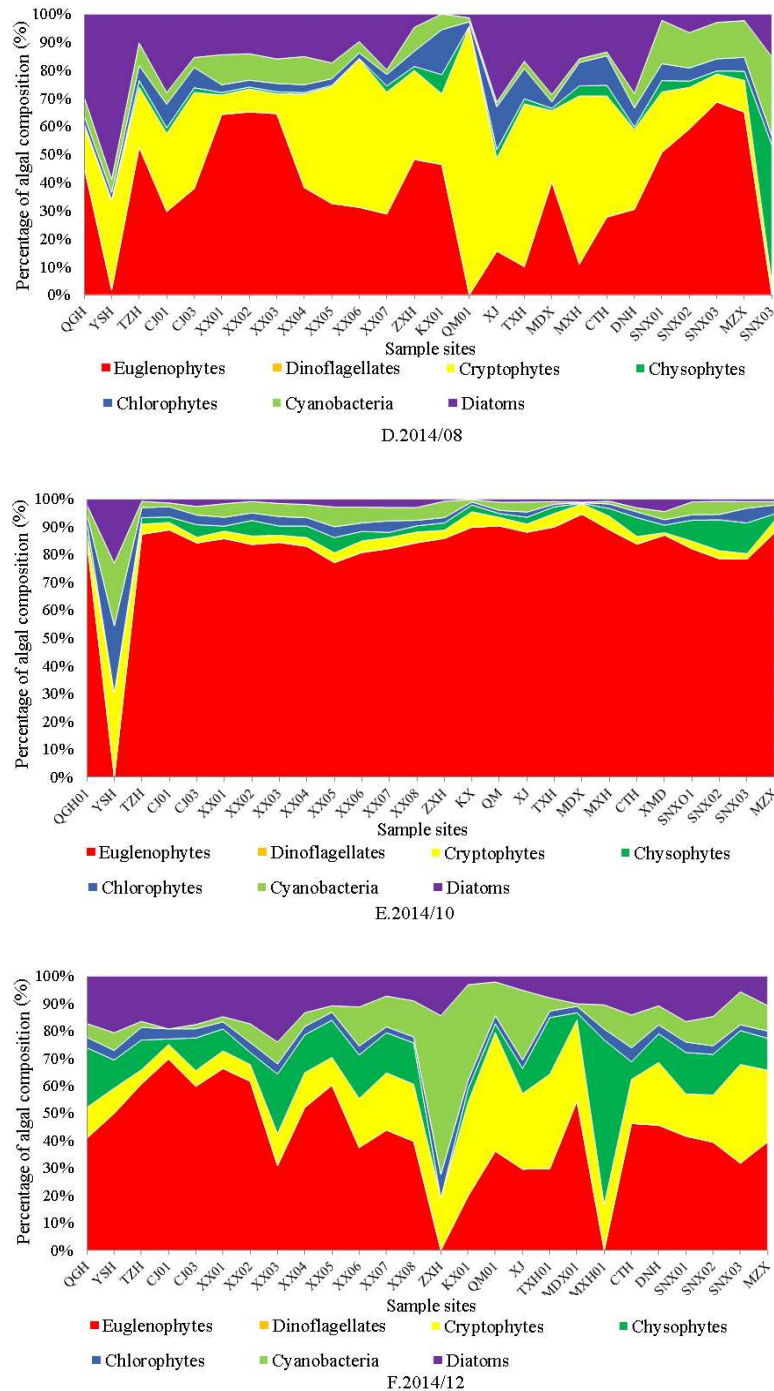 Percentage of algal composition (%)
100%
90%
80%
70%
60%
50%
40%
30%
20%
10%
0%
QGH YSH TZH CJ01 CJ03 XX01 XX02 XX03 XX04 XX05 XX06 XX07 ZXH KX01 QM01 XJ TXH MDX MXH CTH DNH SNX01 SNX02 SNX03 MZX SNX03
Sample sites
Euglenophytes Dinoflagellates Cryptophytes Chysophytes
Chlorophytes Cyanobacteria Diatoms
D.2014/08
Percentage of algal composition (%)
100%
90%
80%
70%
60%
50%
40%
30%
20%
10%
0%
QGH01 YSH TZH CJ01 CJ03 XX01 XX02 XX03 XX04 XX05 XX06 XX07 XX08 ZXH KX QM XJ TXH MDX MXH CTH XMD SNXO1 SNX02 SNX03 MZX
Sample sites
Euglenophytes Dinoflagellates Cryptophytes Chysophytes
Chlorophytes Cyanobacteria Diatoms
E.2014/10
Percentage of algal composition (%)
100%
90%
80%
70%
60%
50%
40%
30%
20%
10%
0%
QGH YSH TZH CJ01 CJ03 XX01 XX02 XX03 XX04 XX05 XX06 XX07 XX08 ZXH KX01 QM01 XJ TXH01 MDX01 MXH01 CTH DNH SNX01 SNX02 SNX03 MZX
Sample sites
Euglenophytes Dinoflagellates Cryptophytes Chysophytes
Chlorophytes Cyanobacteria Diatoms
F.2014/12